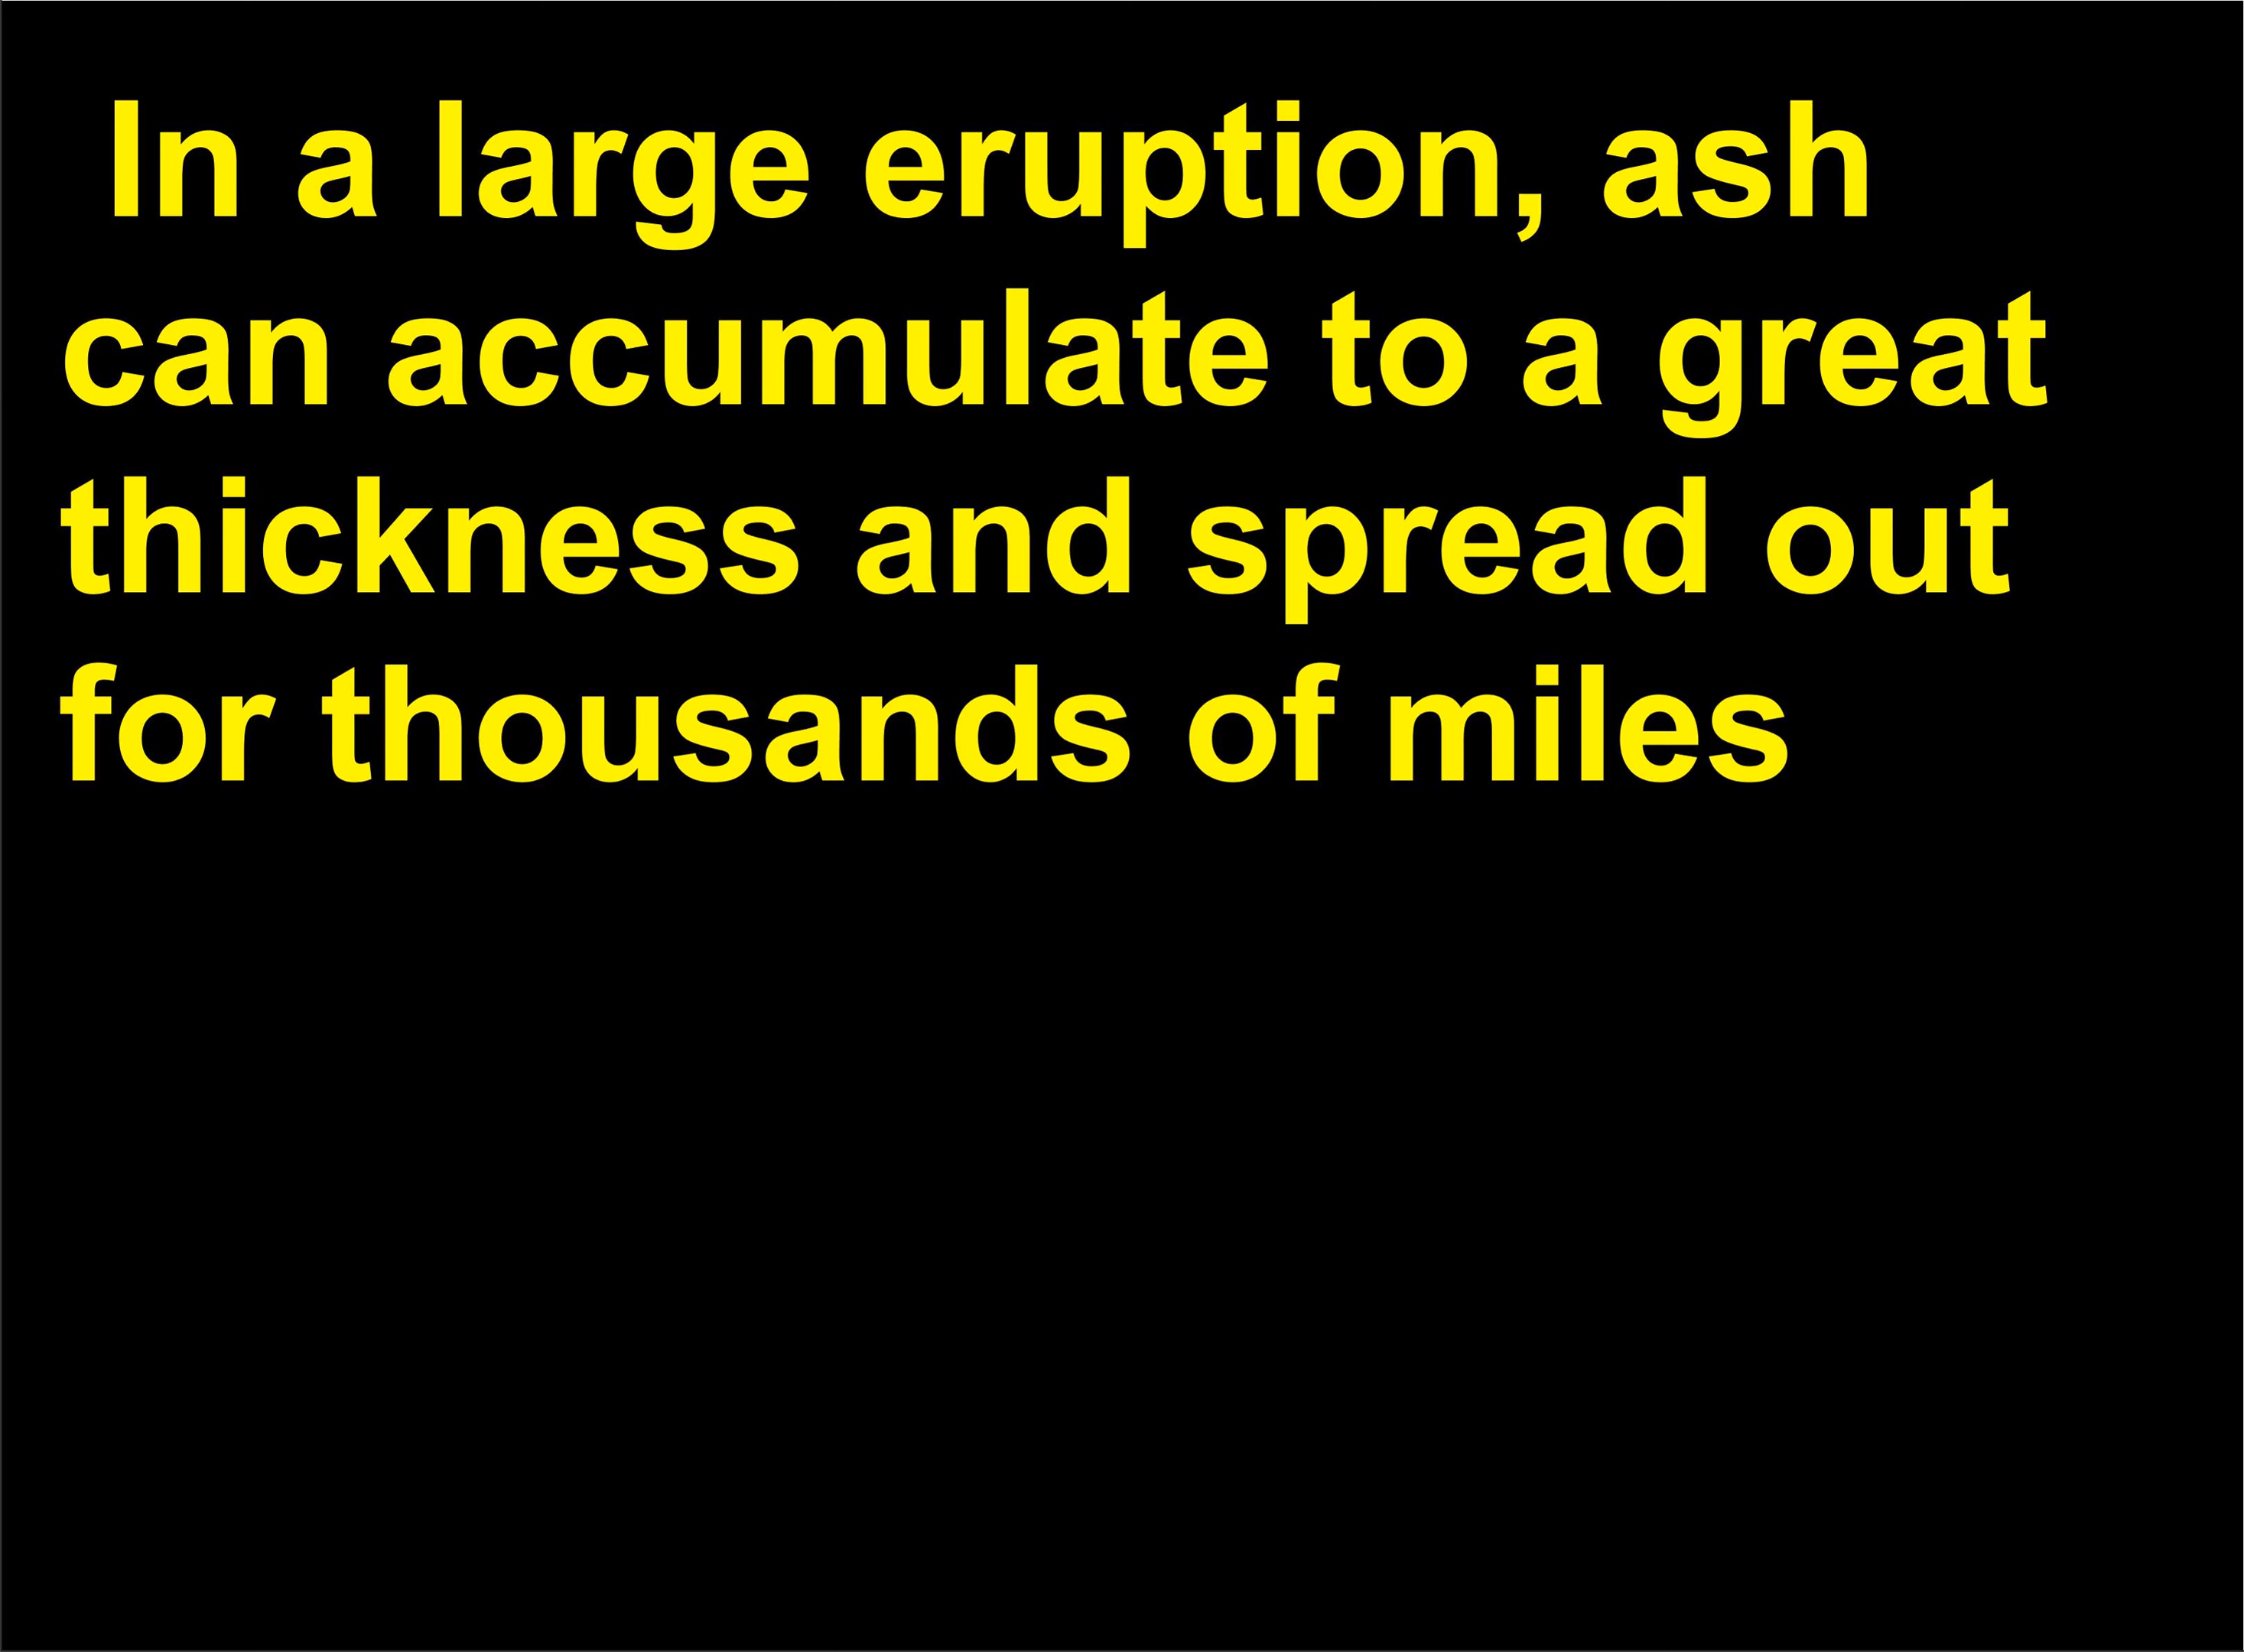 In a large eruption, ash
can accumulate to a great
thickness and spread out
for thousands of miles